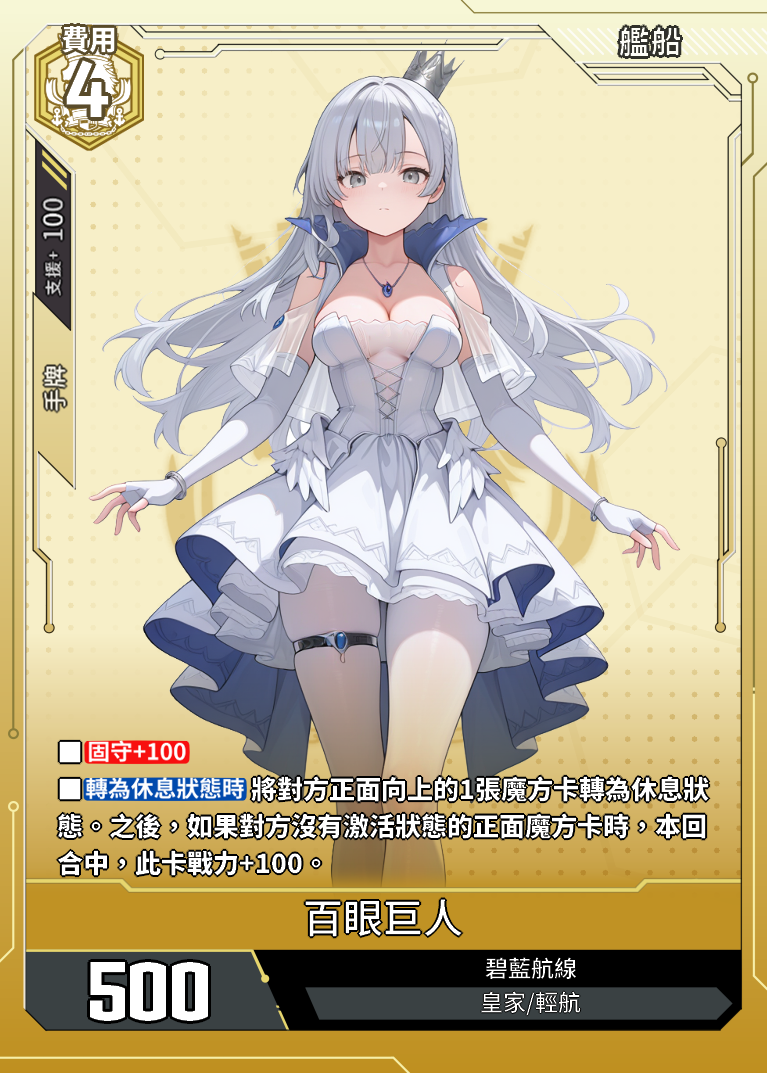 費用
4
艦船
支援+ 100
手牌
■固守+100
■轉為休息狀態時 將對方正面向上的1張魔方卡轉為休息狀
態。之後，如果對方沒有激活狀態的正面魔方卡時，本回
合中，此卡戰力+100。
百眼巨人
500
碧藍航線
皇家/輕航